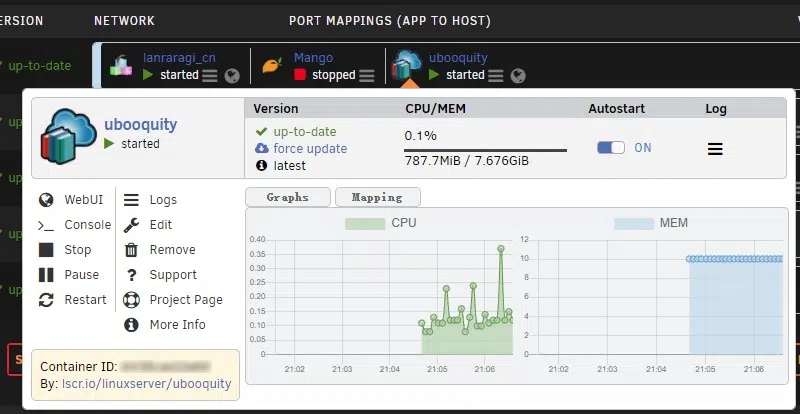 ERSION NETWORK PORT MAPPINGS (APP TO HOST)
up-to-date
lanraragi_cn
started
Mango
stopped
ubooquity
started
ubooquity
started
Version CPU/MEM Autostart Log
up-to-date
force update
latest
0.1%
787.7MiB / 7.676GiB
ON
WebUI
Console
Stop
Pause
Restart
Logs
Edit
Remove
Support
Project Page
More Info
Container ID:
By: lscr.io/linuxserver/ubooquity
Graphs Mapping
CPU
0.40
0.35
0.30
0.25
0.20
0.15
0.10
0.05
0
21:02 21:03 21:04 21:05 21:06
MEM
12
10
8
6
4
2
0
21:02 21:03 21:04 21:05 21:06